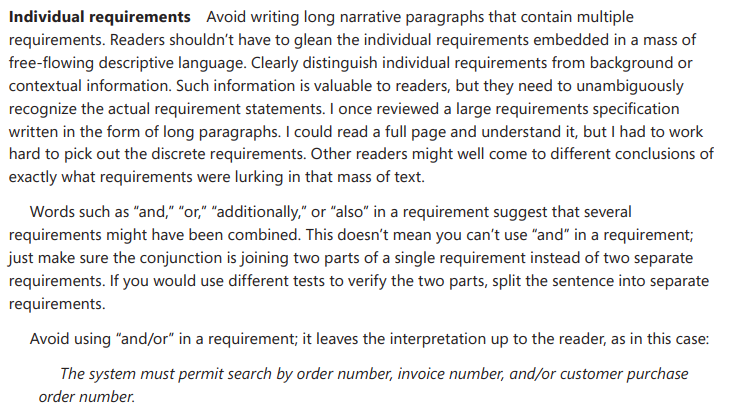 Individual requirements Avoid writing long narrative paragraphs that contain multiple
requirements. Readers shouldn’t have to glean the individual requirements embedded in a mass of
free-flowing descriptive language. Clearly distinguish individual requirements from background or
contextual information. Such information is valuable to readers, but they need to unambiguously
recognize the actual requirement statements. I once reviewed a large requirements specification
written in the form of long paragraphs. I could read a full page and understand it, but I had to work
hard to pick out the discrete requirements. Other readers might well come to different conclusions of
exactly what requirements were lurking in that mass of text.
Words such as “and,” “or,” “additionally,” or “also” in a requirement suggest that several
requirements might have been combined. This doesn’t mean you can’t use “and” in a requirement;
just make sure the conjunction is joining two parts of a single requirement instead of two separate
requirements. If you would use different tests to verify the two parts, split the sentence into separate
requirements.
Avoid using “and/or” in a requirement; it leaves the interpretation up to the reader, as in this case:
The system must permit search by order number, invoice number, and/or customer purchase
order number.